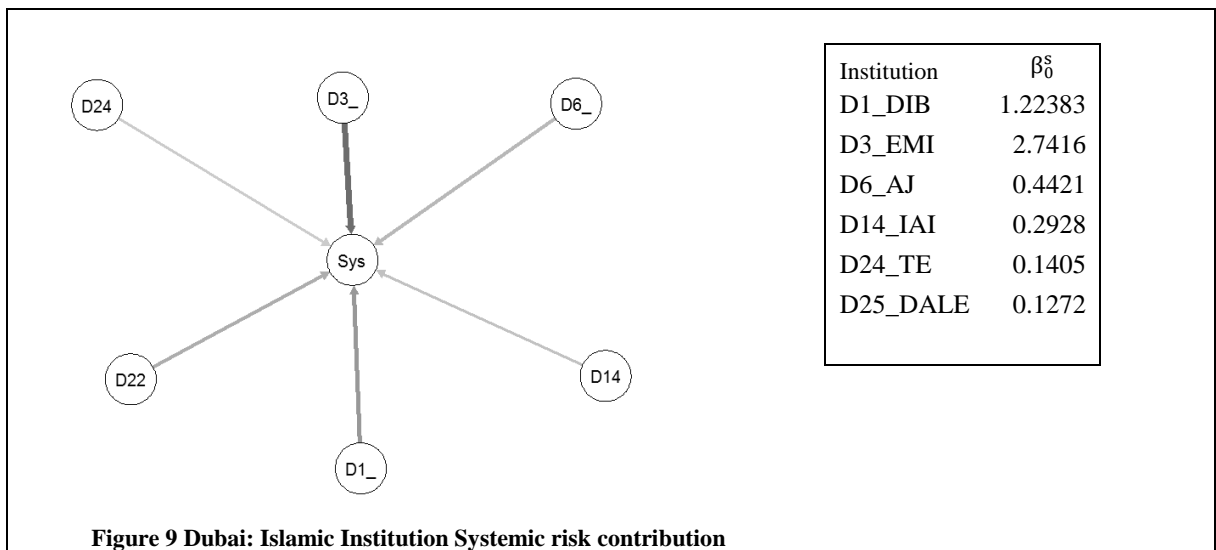 D24
D3_
D6_
Sys
D22
D14
D1_
Institution β₀ˢ
D1_DIB 1.22383
D3_EMI 2.7416
D6_AJ 0.4421
D14_IAI 0.2928
D24_TE 0.1405
D25_DALE 0.1272
Figure 9 Dubai: Islamic Institution Systemic risk contribution